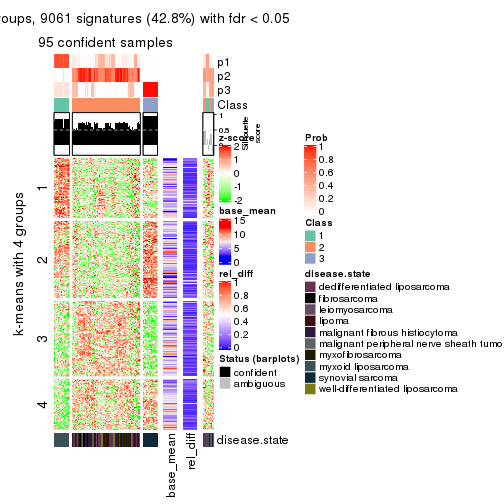 oups, 9061 signatures (42.8%) with fdr < 0.05
95 confident samples
p1
p2
p3
Class
1
0.5
0
Silhouette
score
k-means with 4 groups
1
2
3
4
base_mean
rel_diff
disease.state
z-score
2
1
0
-1
-2
base_mean
15
10
5
0
rel_diff
1
0.8
0.6
0.4
0.2
0
Status (barplots)
confident
ambiguous
Prob
1
0.8
0.6
0.4
0.2
0
Class
1
2
3
disease.state
dedifferentiated liposarcoma
fibrosarcoma
leiomyosarcoma
lipoma
malignant fibrous histiocytoma
malignant peripheral nerve sheath tumo
myxofibrosarcoma
myxoid liposarcoma
synovial sarcoma
well-differentiated liposarcoma